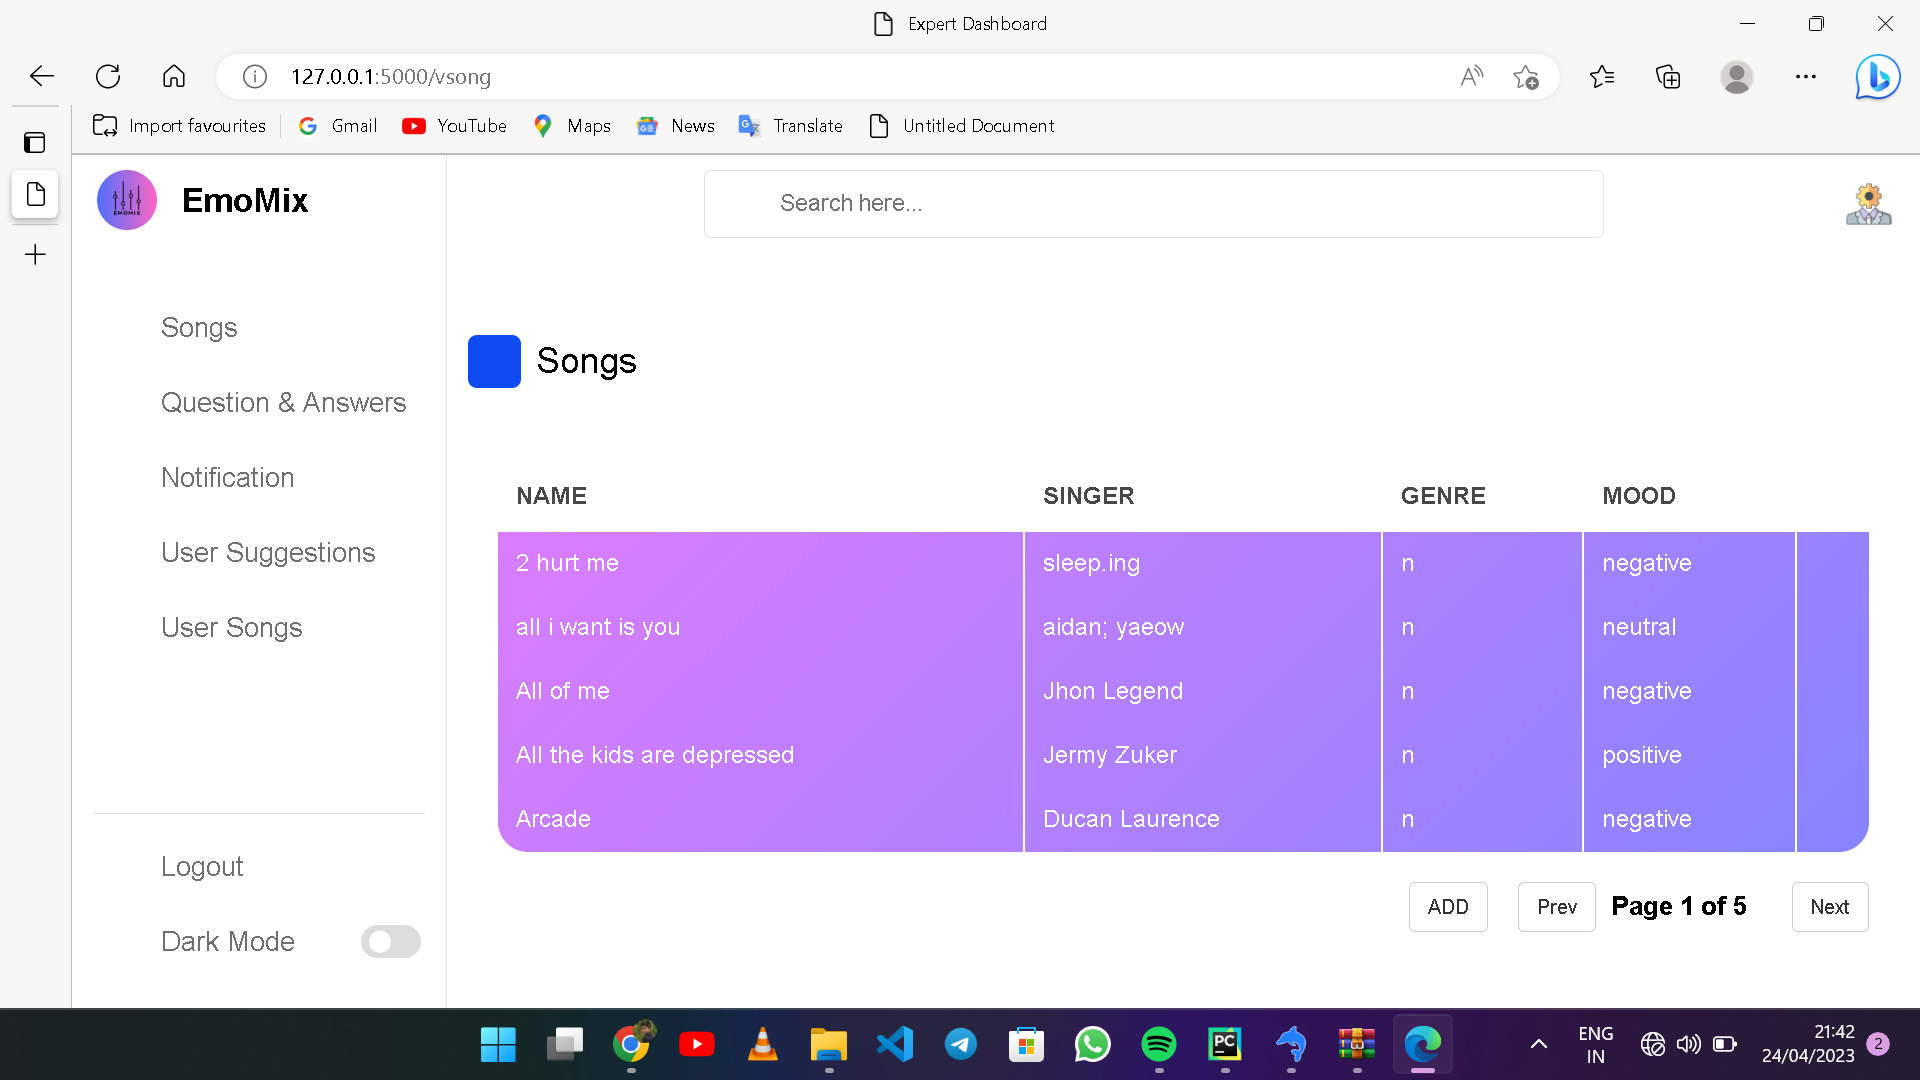 Expert Dashboard
127.0.0.1:5000/vsong
Import favourites Gmail YouTube Maps News Translate Untitled Document
EMOMIX
EmoMix
Search here...
Songs
Question & Answers
Notification
User Suggestions
User Songs
Logout
Dark Mode
Songs
NAME SINGER GENRE MOOD
2 hurt me sleep.ing n negative
all i want is you aidan; yaeow n neutral
All of me Jhon Legend n negative
All the kids are depressed Jermy Zuker n positive
Arcade Ducan Laurence n negative
ADD Prev Page 1 of 5 Next
PC
ENG
IN
21:42
24/04/2023
2